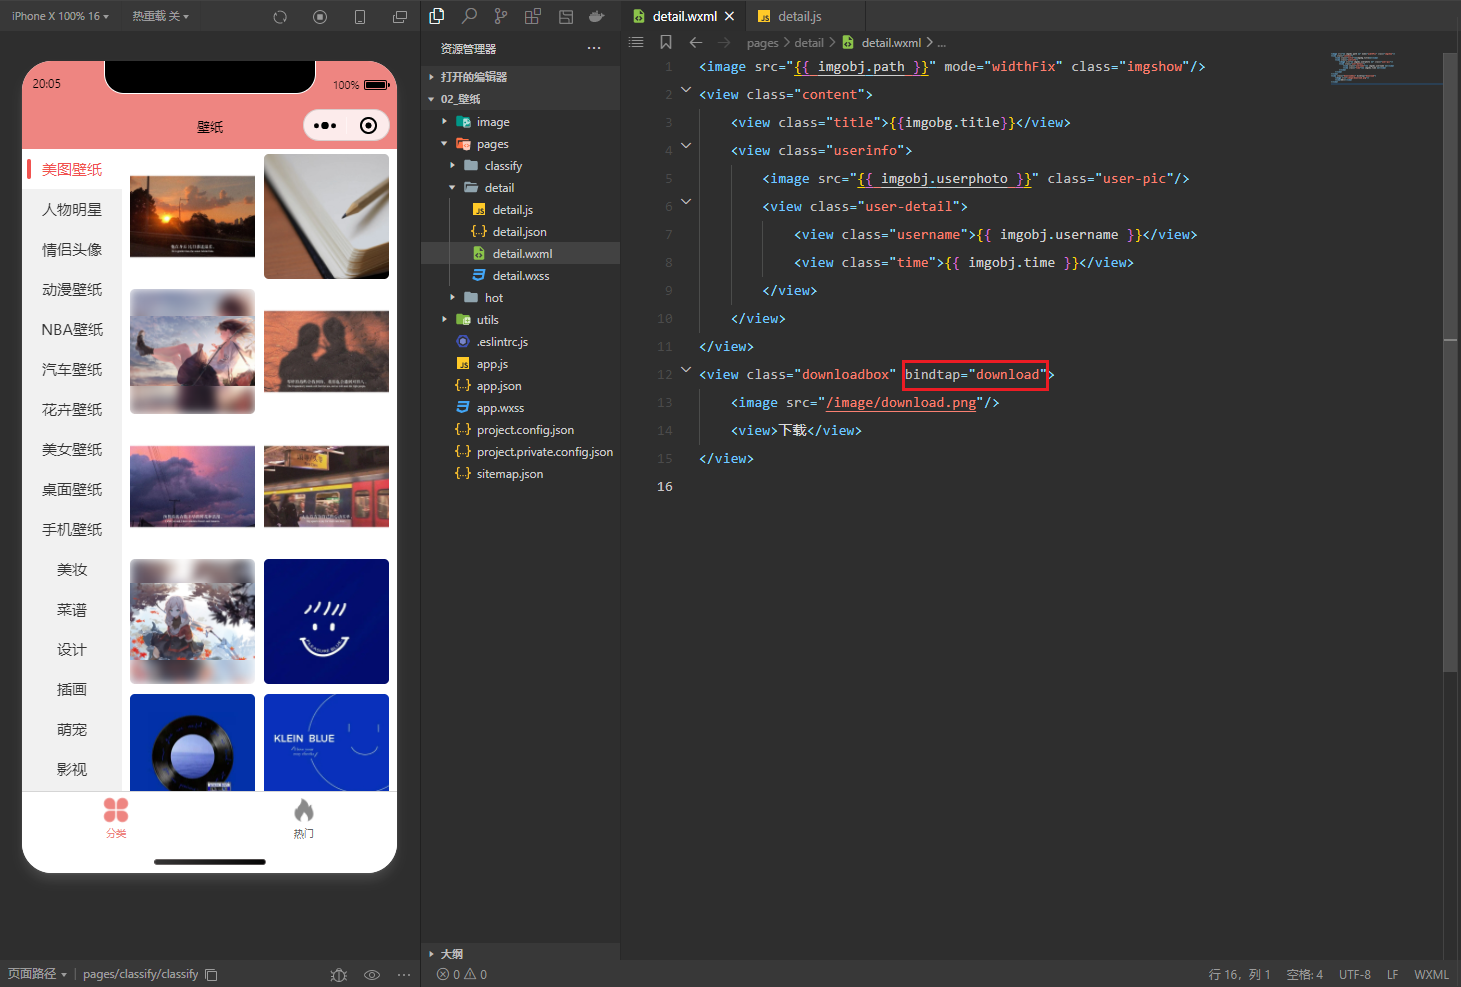 iPhone X 100% 16
热重载 关
20:05
100%
壁纸
美图壁纸
人物明星
情侣头像
动漫壁纸
NBA壁纸
汽车壁纸
花卉壁纸
美女壁纸
桌面壁纸
手机壁纸
美妆
菜谱
设计
插画
萌宠
影视
KLEIN BLUE
分类
热门
页面路径
pages/classify/classify
资源管理器
打开的编辑器
02_壁纸
image
pages
classify
detail
detail.js
detail.json
detail.wxml
detail.wxss
hot
utils
.eslintrc.js
app.js
app.json
app.wxss
project.config.json
project.private.config.json
sitemap.json
大纲
0 0
detail.wxml
detail.js
pages > detail > detail.wxml > ...
1 <image src="{{ imgobj.path }}" mode="widthFix" class="imgshow"/>
2 <view class="content">
3 <view class="title">{{imgobg.title}}</view>
4 <view class="userinfo">
5 <image src="{{ imgobj.userphoto }}" class="user-pic"/>
6 <view class="user-detail">
7 <view class="username">{{ imgobj.username }}</view>
8 <view class="time">{{ imgobj.time }}</view>
9 </view>
10 </view>
11 </view>
12 <view class="downloadbox" bindtap="download">
13 <image src="/image/download.png"/>
14 <view>下载</view>
15 </view>
16
行 16，列 1
空格: 4
UTF-8
LF
WXML